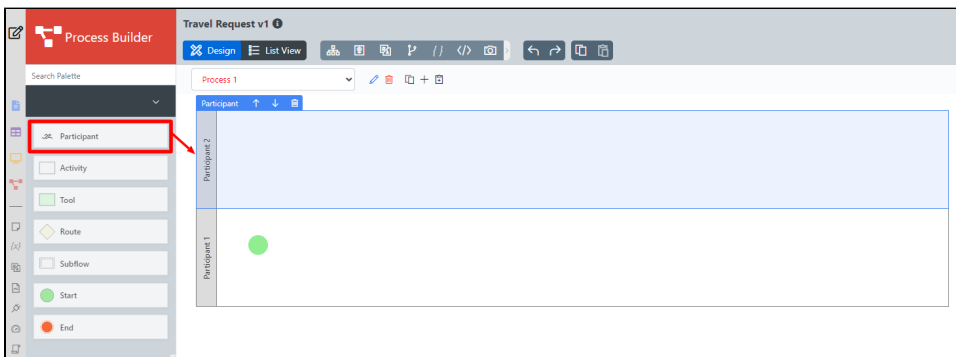 Travel Request v1
Process Builder
Design
List View
{} </>
Search Palette
Process 1
Participant
Participant
Activity
Tool
Route
Subflow
Start
End
Participant 2
Participant 1
{x}